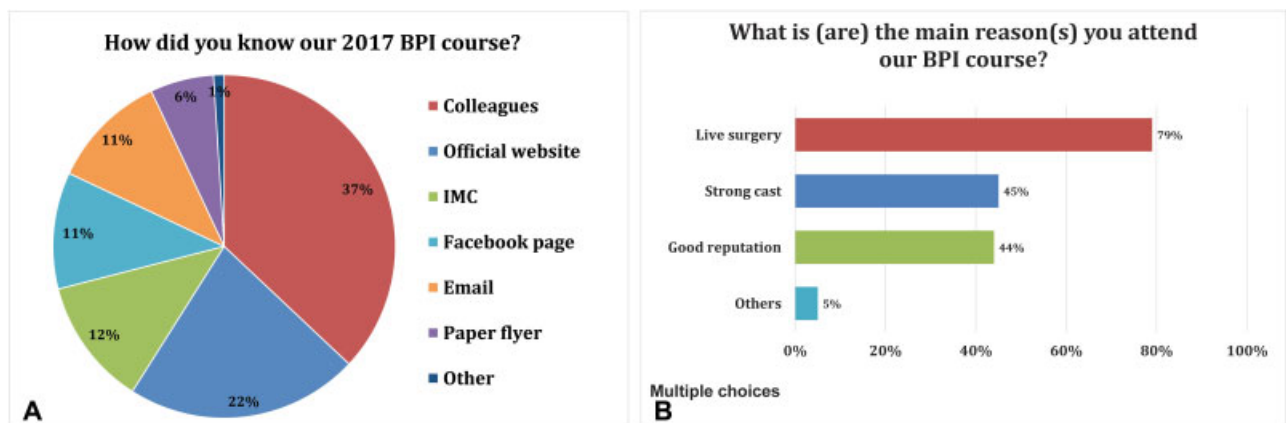 How did you know our 2017 BPI course?
1%
6%
11%
11%
12%
22%
37%
Colleagues
Official website
IMC
Facebook page
Email
Paper flyer
Other
A
What is (are) the main reason(s) you attend
our BPI course?
Live surgery 79%
Strong cast 45%
Good reputation 44%
Others 5%
0% 20% 40% 60% 80% 100%
Multiple choices
B